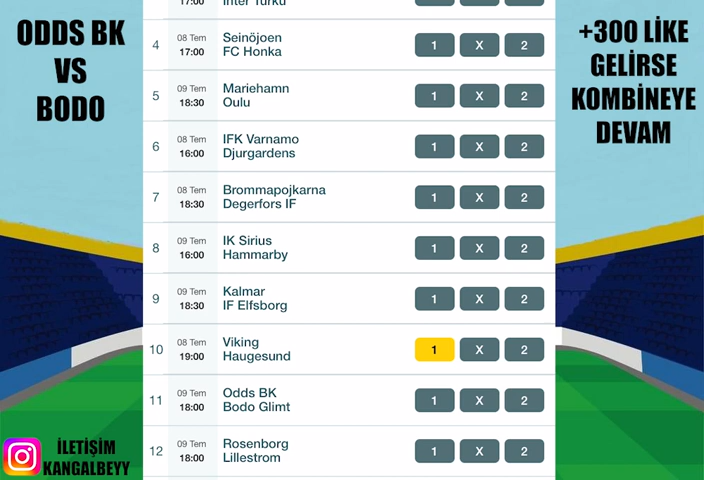 ODDS BK
VS
BODO
17:00 Inter Turku
4 08 Tem 17:00 Seinöjoen FC Honka 1 X 2
5 09 Tem 18:30 Mariehamn Oulu 1 X 2
6 08 Tem 16:00 IFK Varnamo Djurgardens 1 X 2
7 08 Tem 18:30 Brommapojkarna Degerfors IF 1 X 2
8 09 Tem 16:00 IK Sirius Hammarby 1 X 2
9 09 Tem 18:30 Kalmar IF Elfsborg 1 X 2
10 08 Tem 19:00 Viking Haugesund 1 X 2
11 09 Tem 18:00 Odds BK Bodo Glimt 1 X 2
12 09 Tem 18:00 Rosenborg Lillestrom 1 X 2
+300 LİKE
GELİRSE
KOMBİNEYE
DEVAM
İLETİŞİM
KANGALBEYY